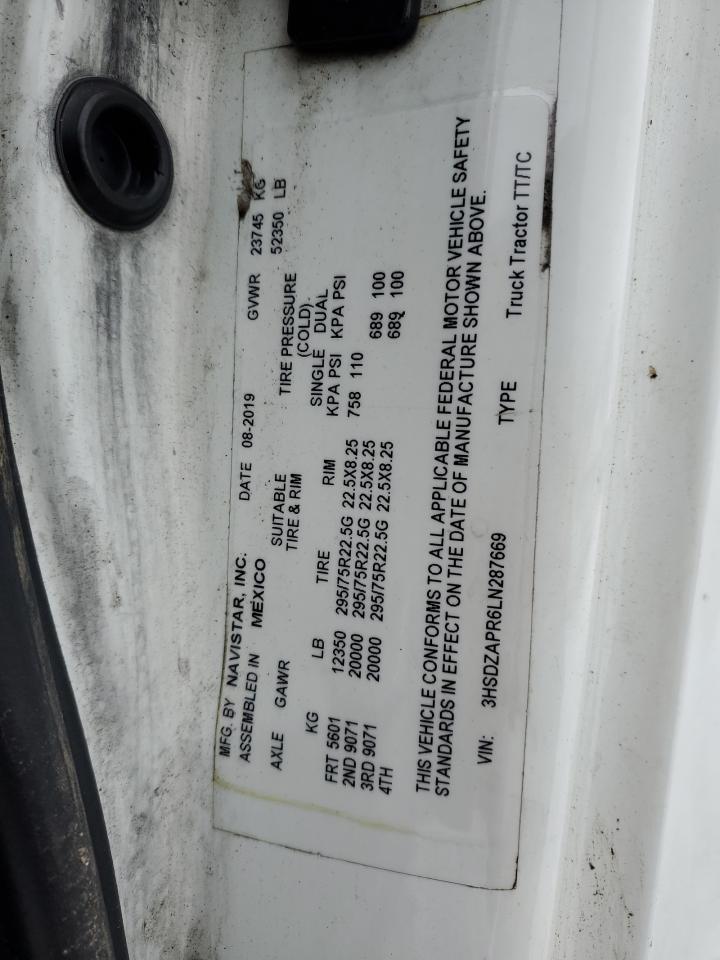 MFG. BY NAVISTAR, INC. DATE 08-2019 GVWR 23745 KG
ASSEMBLED IN MEXICO 52350 LB
AXLE GAWR SUITABLE TIRE PRESSURE
TIRE & RIM (COLD)
SINGLE DUAL
KG LB TIRE RIM KPA PSI KPA PSI
FRT 5601 12350 295/75R22.5G 22.5X8.25 758 110
2ND 9071 20000 295/75R22.5G 22.5X8.25 689 100
3RD 9071 20000 295/75R22.5G 22.5X8.25 689 100
4TH
THIS VEHICLE CONFORMS TO ALL APPLICABLE FEDERAL MOTOR VEHICLE SAFETY
STANDARDS IN EFFECT ON THE DATE OF MANUFACTURE SHOWN ABOVE.
VIN: 3HSDZAPR6LN287669 TYPE Truck Tractor TT/TC